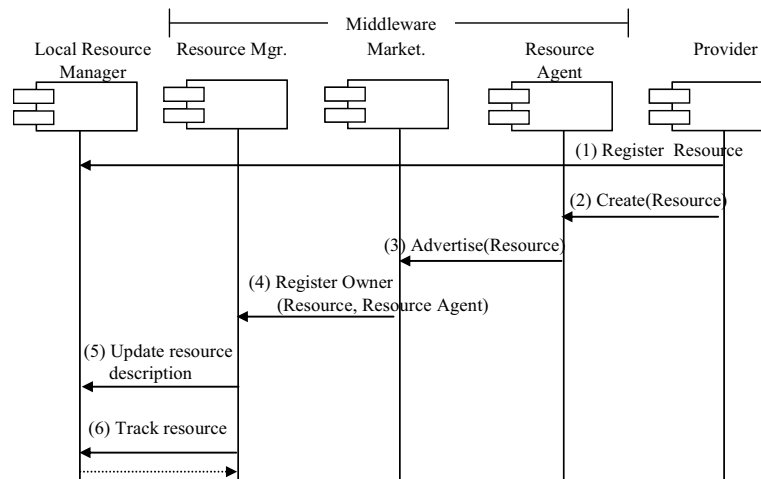 Middleware
Local Resource
Manager
Resource Mgr.
Market.
Resource
Agent
Provider
(1) Register Resource
(2) Create(Resource)
(3) Advertise(Resource)
(4) Register Owner
(Resource, Resource Agent)
(5) Update resource
description
(6) Track resource